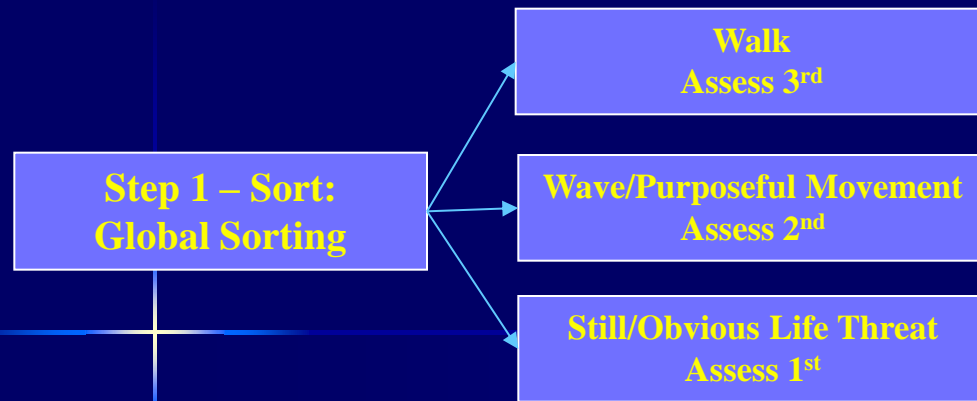 Walk
Assess 3rd
Step 1 – Sort:
Global Sorting
Wave/Purposeful Movement
Assess 2nd
Still/Obvious Life Threat
Assess 1st